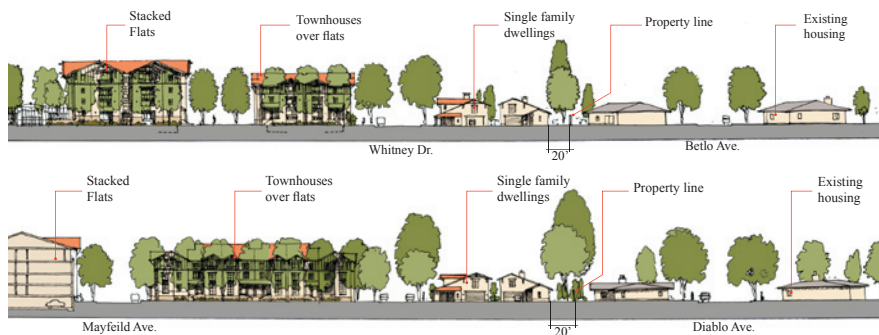 Stacked
Flats
Townhouses
over flats
Single family
dwellings
Property line
Existing
housing
Whitney Dr.
20'
Betlo Ave.
Stacked
Flats
Townhouses
over flats
Single family
dwellings
Property line
Existing
housing
Mayfeild Ave.
20'
Diablo Ave.